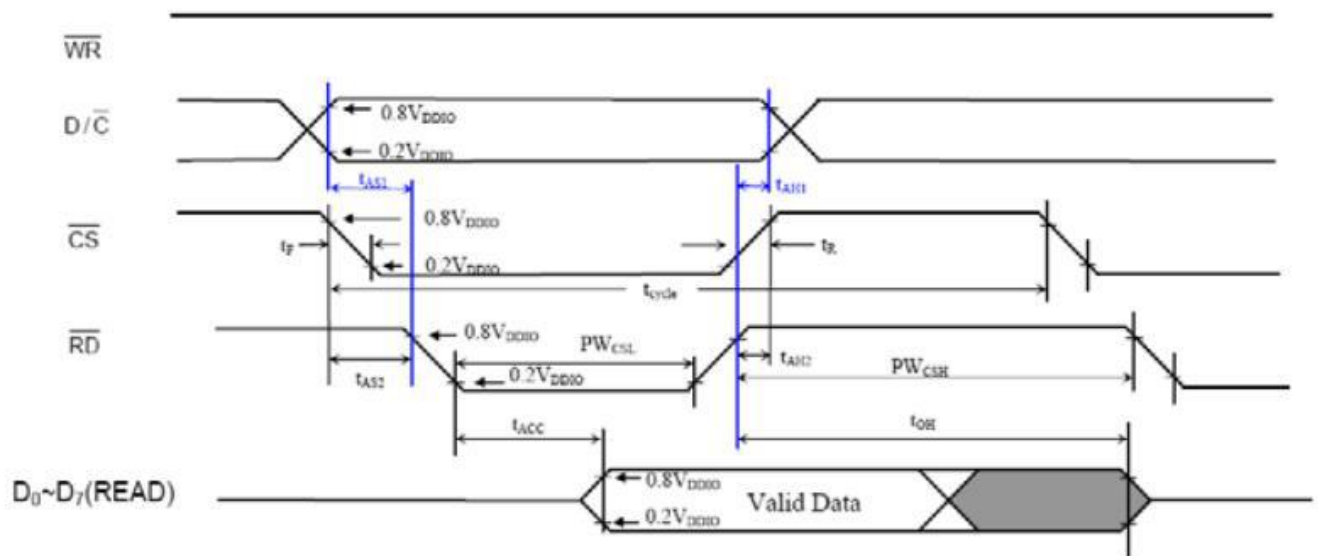 WR
D/C
0.8VDDIO
0.2VDDIO
tAS1
tAH1
CS
0.8VDDIO
tF
tR
0.2VDDIO
tcycle
RD
0.8VDDIO
PWCSL
tAH2
0.2VDDIO
tAS2
PWCSH
tACC
tOH
D0~D7(READ)
0.8VDDIO
Valid Data
0.2VDDIO